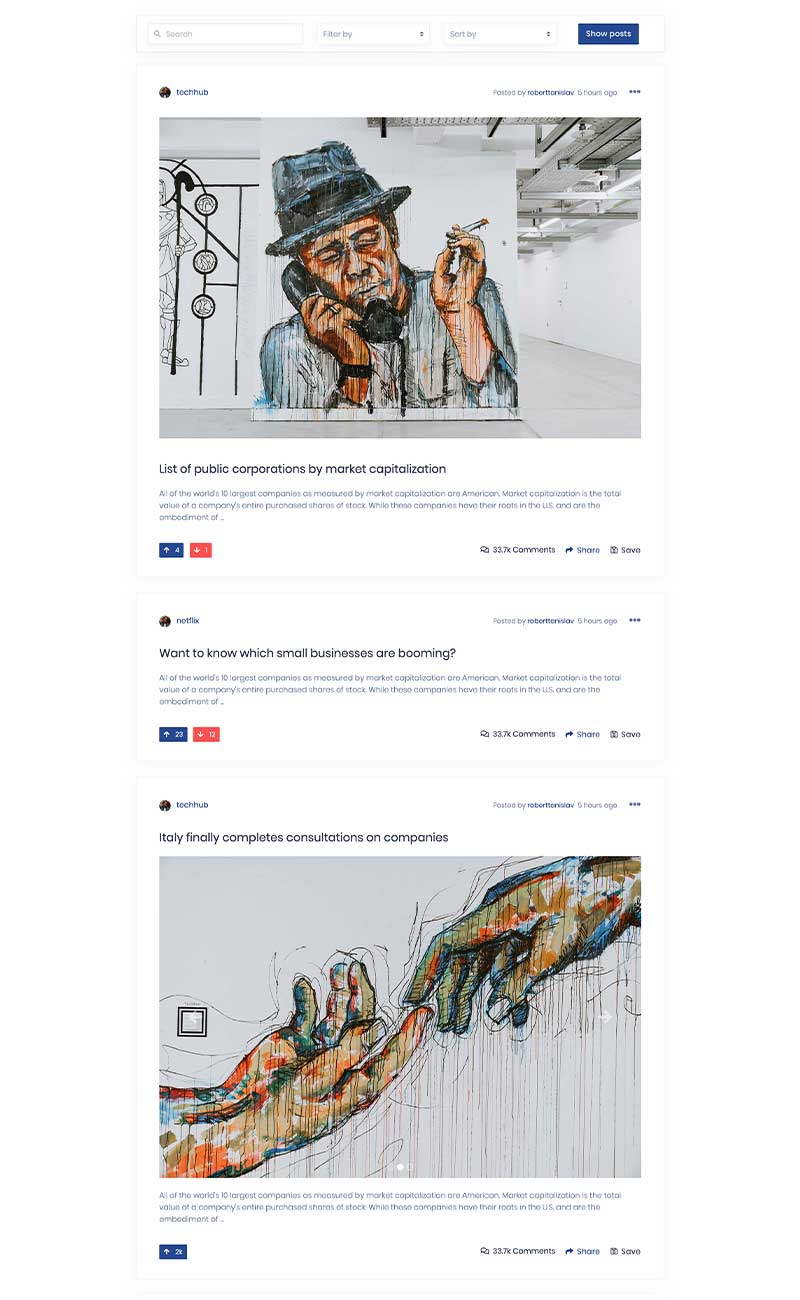 Search
Filter by
Sort by
Show posts
techhub
Posted by roberttanislav 5 hours ago
List of public corporations by market capitalization
All of the world's 10 largest companies as measured by market capitalization are American, Market capitalization is the total
value of a company's entire purchased shares of stock. While these companies have their roots in the U.S. and are the
embodiment of ...
4
1
33.7k Comments
Share
Save
netflix
Posted by roberttanislav 5 hours ago
Want to know which small businesses are booming?
All of the world's 10 largest companies as measured by market capitalization are American, Market capitalization is the total
value of a company's entire purchased shares of stock. While these companies have their roots in the U.S. and are the
embodiment of ...
23
12
33.7k Comments
Share
Save
techhub
Posted by roberttanislav 5 hours ago
Italy finally completes consultations on companies
All of the world's 10 largest companies as measured by market capitalization are American, Market capitalization is the total
value of a company's entire purchased shares of stock. While these companies have their roots in the U.S. and are the
embodiment of ...
2k
33.7k Comments
Share
Save